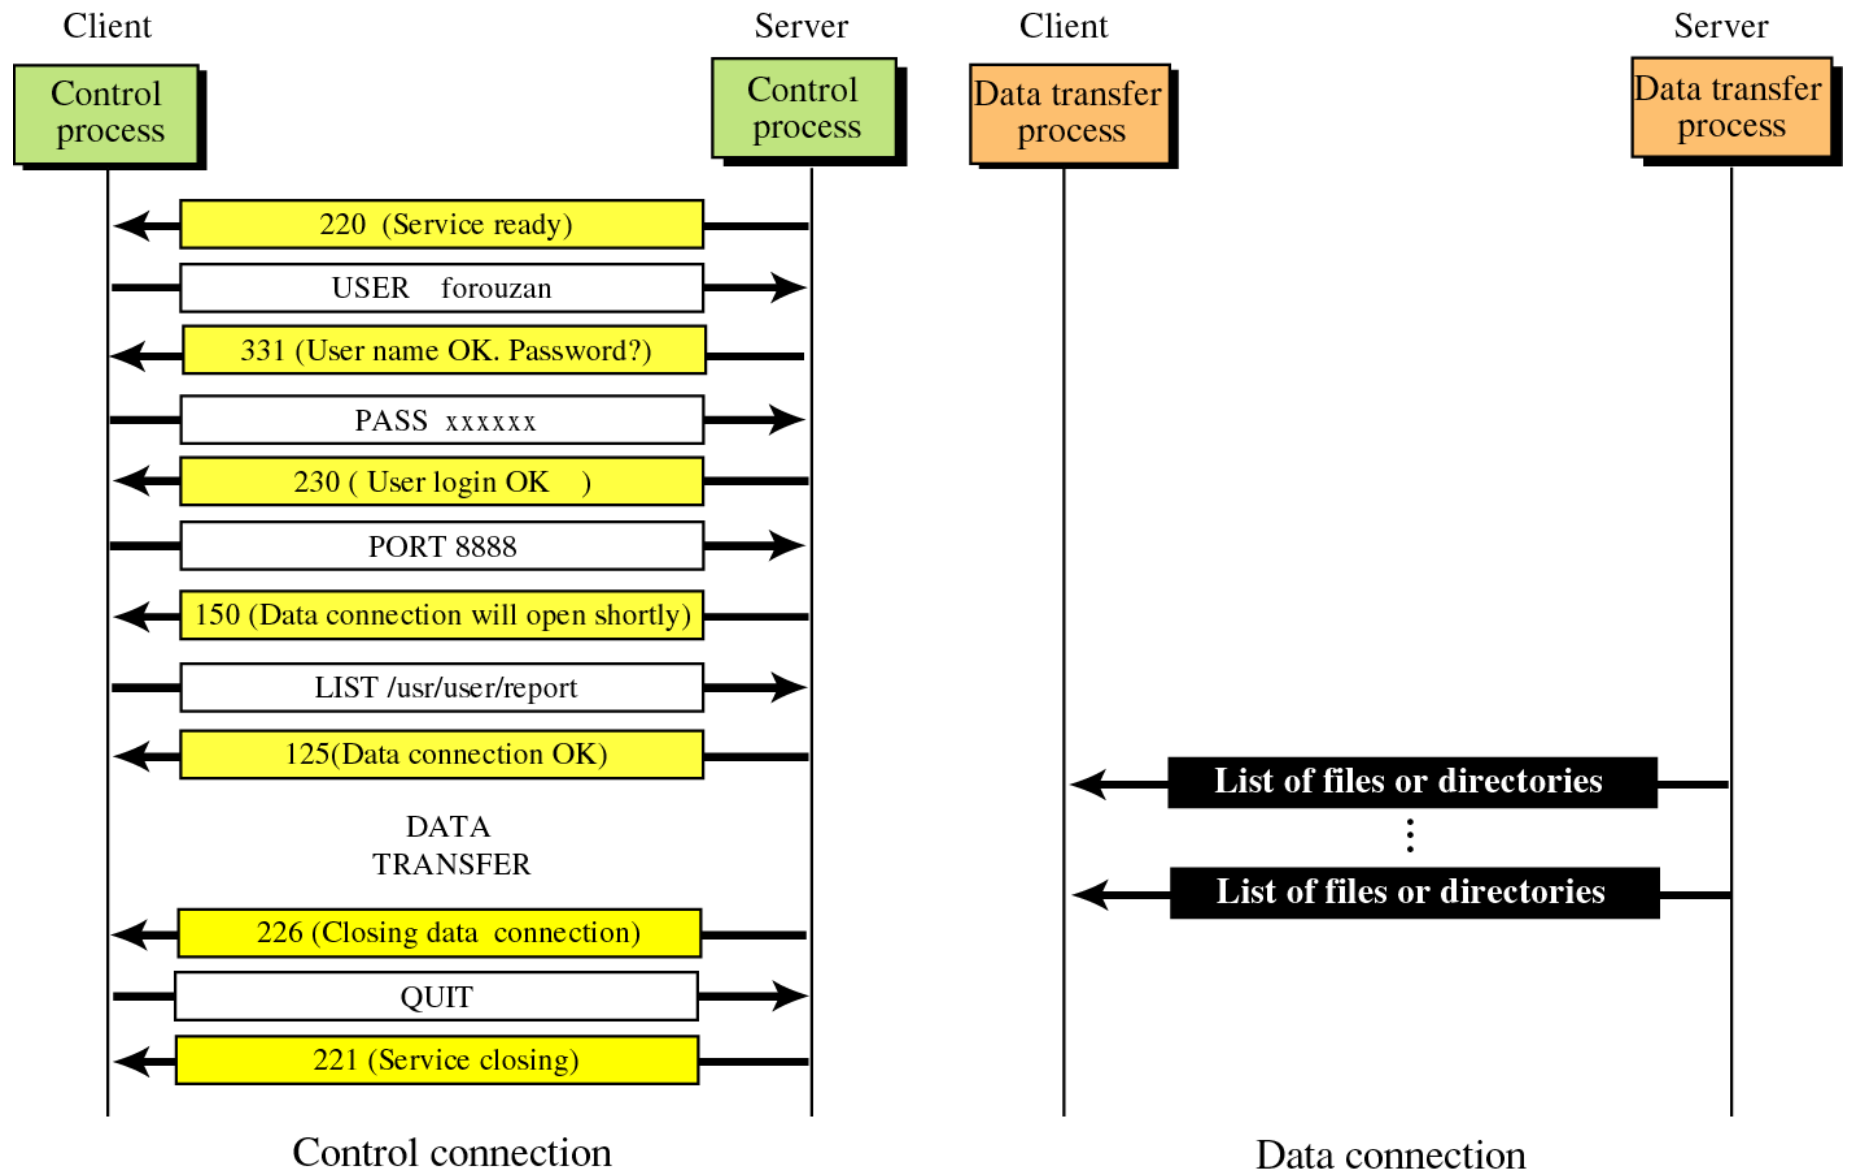 Client
Server
Control
process
Control
process
220 (Service ready)
USER forouzan
331 (User name OK. Password?)
PASS xxxxxx
230 ( User login OK )
PORT 8888
150 (Data connection will open shortly)
LIST /usr/user/report
125(Data connection OK)
DATA
TRANSFER
226 (Closing data connection)
QUIT
221 (Service closing)
Control connection
Client
Server
Data transfer
process
Data transfer
process
List of files or directories
List of files or directories
Data connection